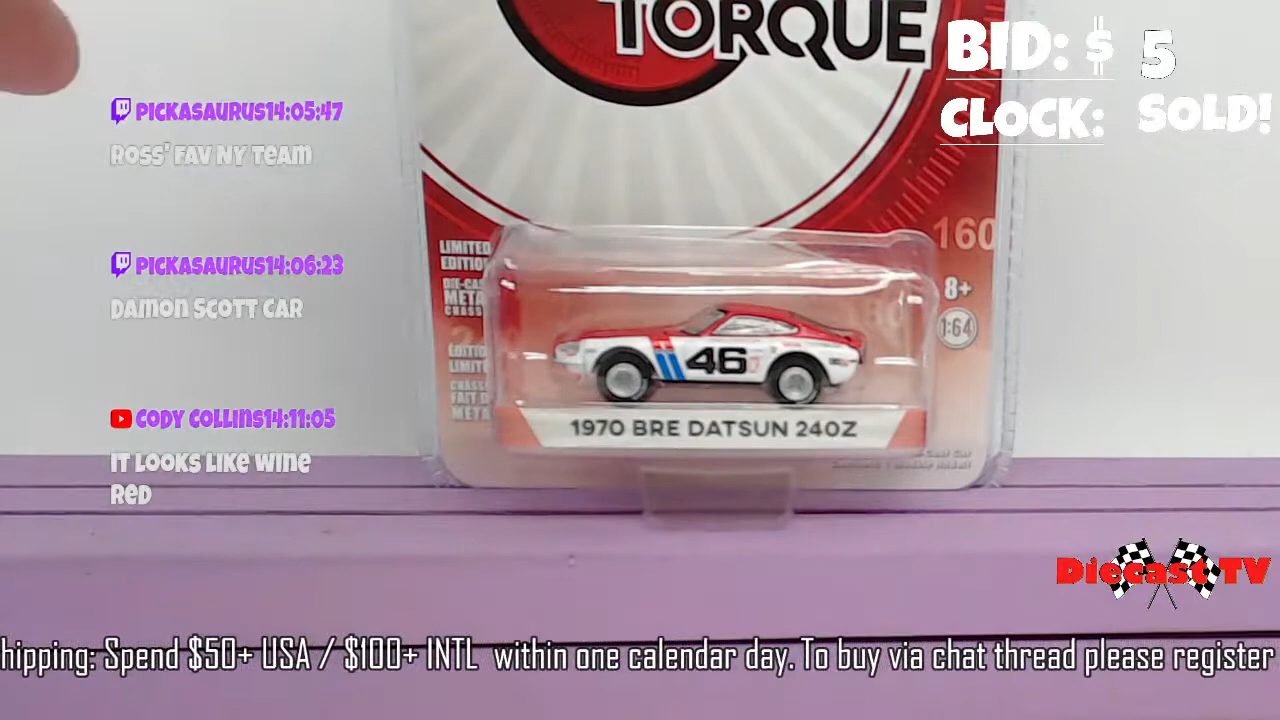 TORQUE
BID: $ 5
CLOCK: SOLD!
PICKASAURUS14:05:47
ROSS' FAV NY TEAM
PICKASAURUS14:06:23
DAMON SCOTT CAR
CODY COLLINS14:11:05
IT LOOKS LIKE WINE
RED
LIMITED
EDITION
DIE-CAST
METAL
CHASSIS
160
8+
1:64
46
1970 BRE DATSUN 240Z
Diecast TV
hipping: Spend $50+ USA / $100+ INTL within one calendar day. To buy via chat thread please register